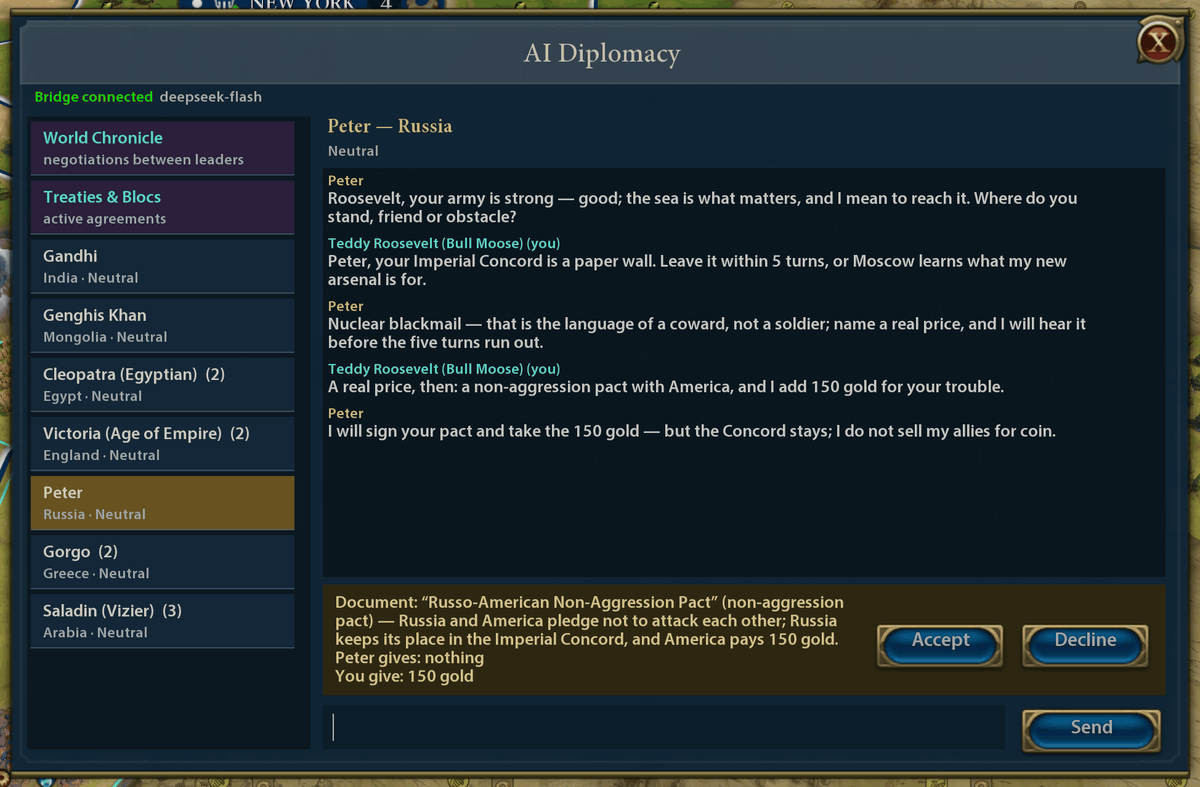 NEW YORK 4
AI Diplomacy
X
Bridge connected deepseek-flash
World Chronicle
negotiations between leaders
Treaties & Blocs
active agreements
Gandhi
India · Neutral
Genghis Khan
Mongolia · Neutral
Cleopatra (Egyptian) (2)
Egypt · Neutral
Victoria (Age of Empire) (2)
England · Neutral
Peter
Russia · Neutral
Gorgo (2)
Greece · Neutral
Saladin (Vizier) (3)
Arabia · Neutral
Peter — Russia
Neutral
Peter
Roosevelt, your army is strong — good; the sea is what matters, and I mean to reach it. Where do you
stand, friend or obstacle?
Teddy Roosevelt (Bull Moose) (you)
Peter, your Imperial Concord is a paper wall. Leave it within 5 turns, or Moscow learns what my new
arsenal is for.
Peter
Nuclear blackmail — that is the language of a coward, not a soldier; name a real price, and I will hear it
before the five turns run out.
Teddy Roosevelt (Bull Moose) (you)
A real price, then: a non-aggression pact with America, and I add 150 gold for your trouble.
Peter
I will sign your pact and take the 150 gold — but the Concord stays; I do not sell my allies for coin.
Document: “Russo-American Non-Aggression Pact” (non-aggression
pact) — Russia and America pledge not to attack each other; Russia
keeps its place in the Imperial Concord, and America pays 150 gold.
Peter gives: nothing
You give: 150 gold
Accept
Decline
Send